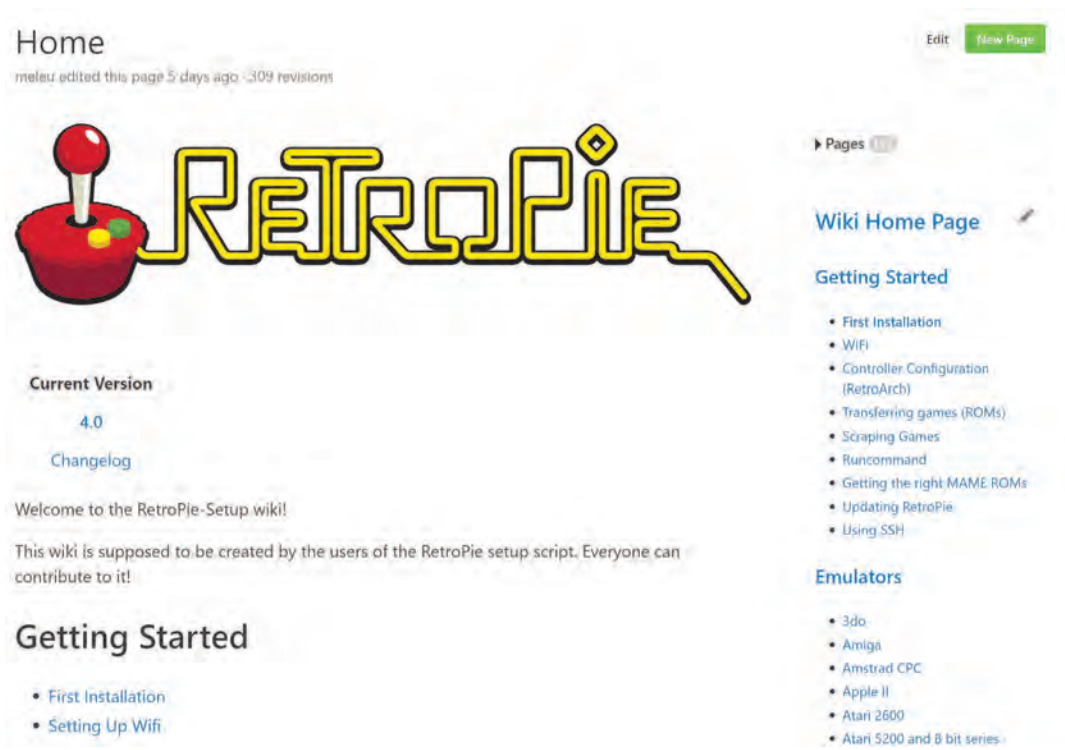 Home
Edit
New Page
meleu edited this page 5 days ago · 309 revisions
RETROPIE
Pages
Current Version
4.0
Changelog
Welcome to the RetroPie-Setup wiki!
This wiki is supposed to be created by the users of the RetroPie setup script. Everyone can
contribute to it!
Getting Started
• First Installation
• Setting Up Wifi
Wiki Home Page
Getting Started
• First Installation
• WiFi
• Controller Configuration
(RetroArch)
• Transferring games (ROMs)
• Scraping Games
• Runcommand
• Getting the right MAME ROMs
• Updating RetroPie
• Using SSH
Emulators
• 3do
• Amiga
• Amstrad CPC
• Apple II
• Atari 2600
• Atari 5200 and 8 bit series